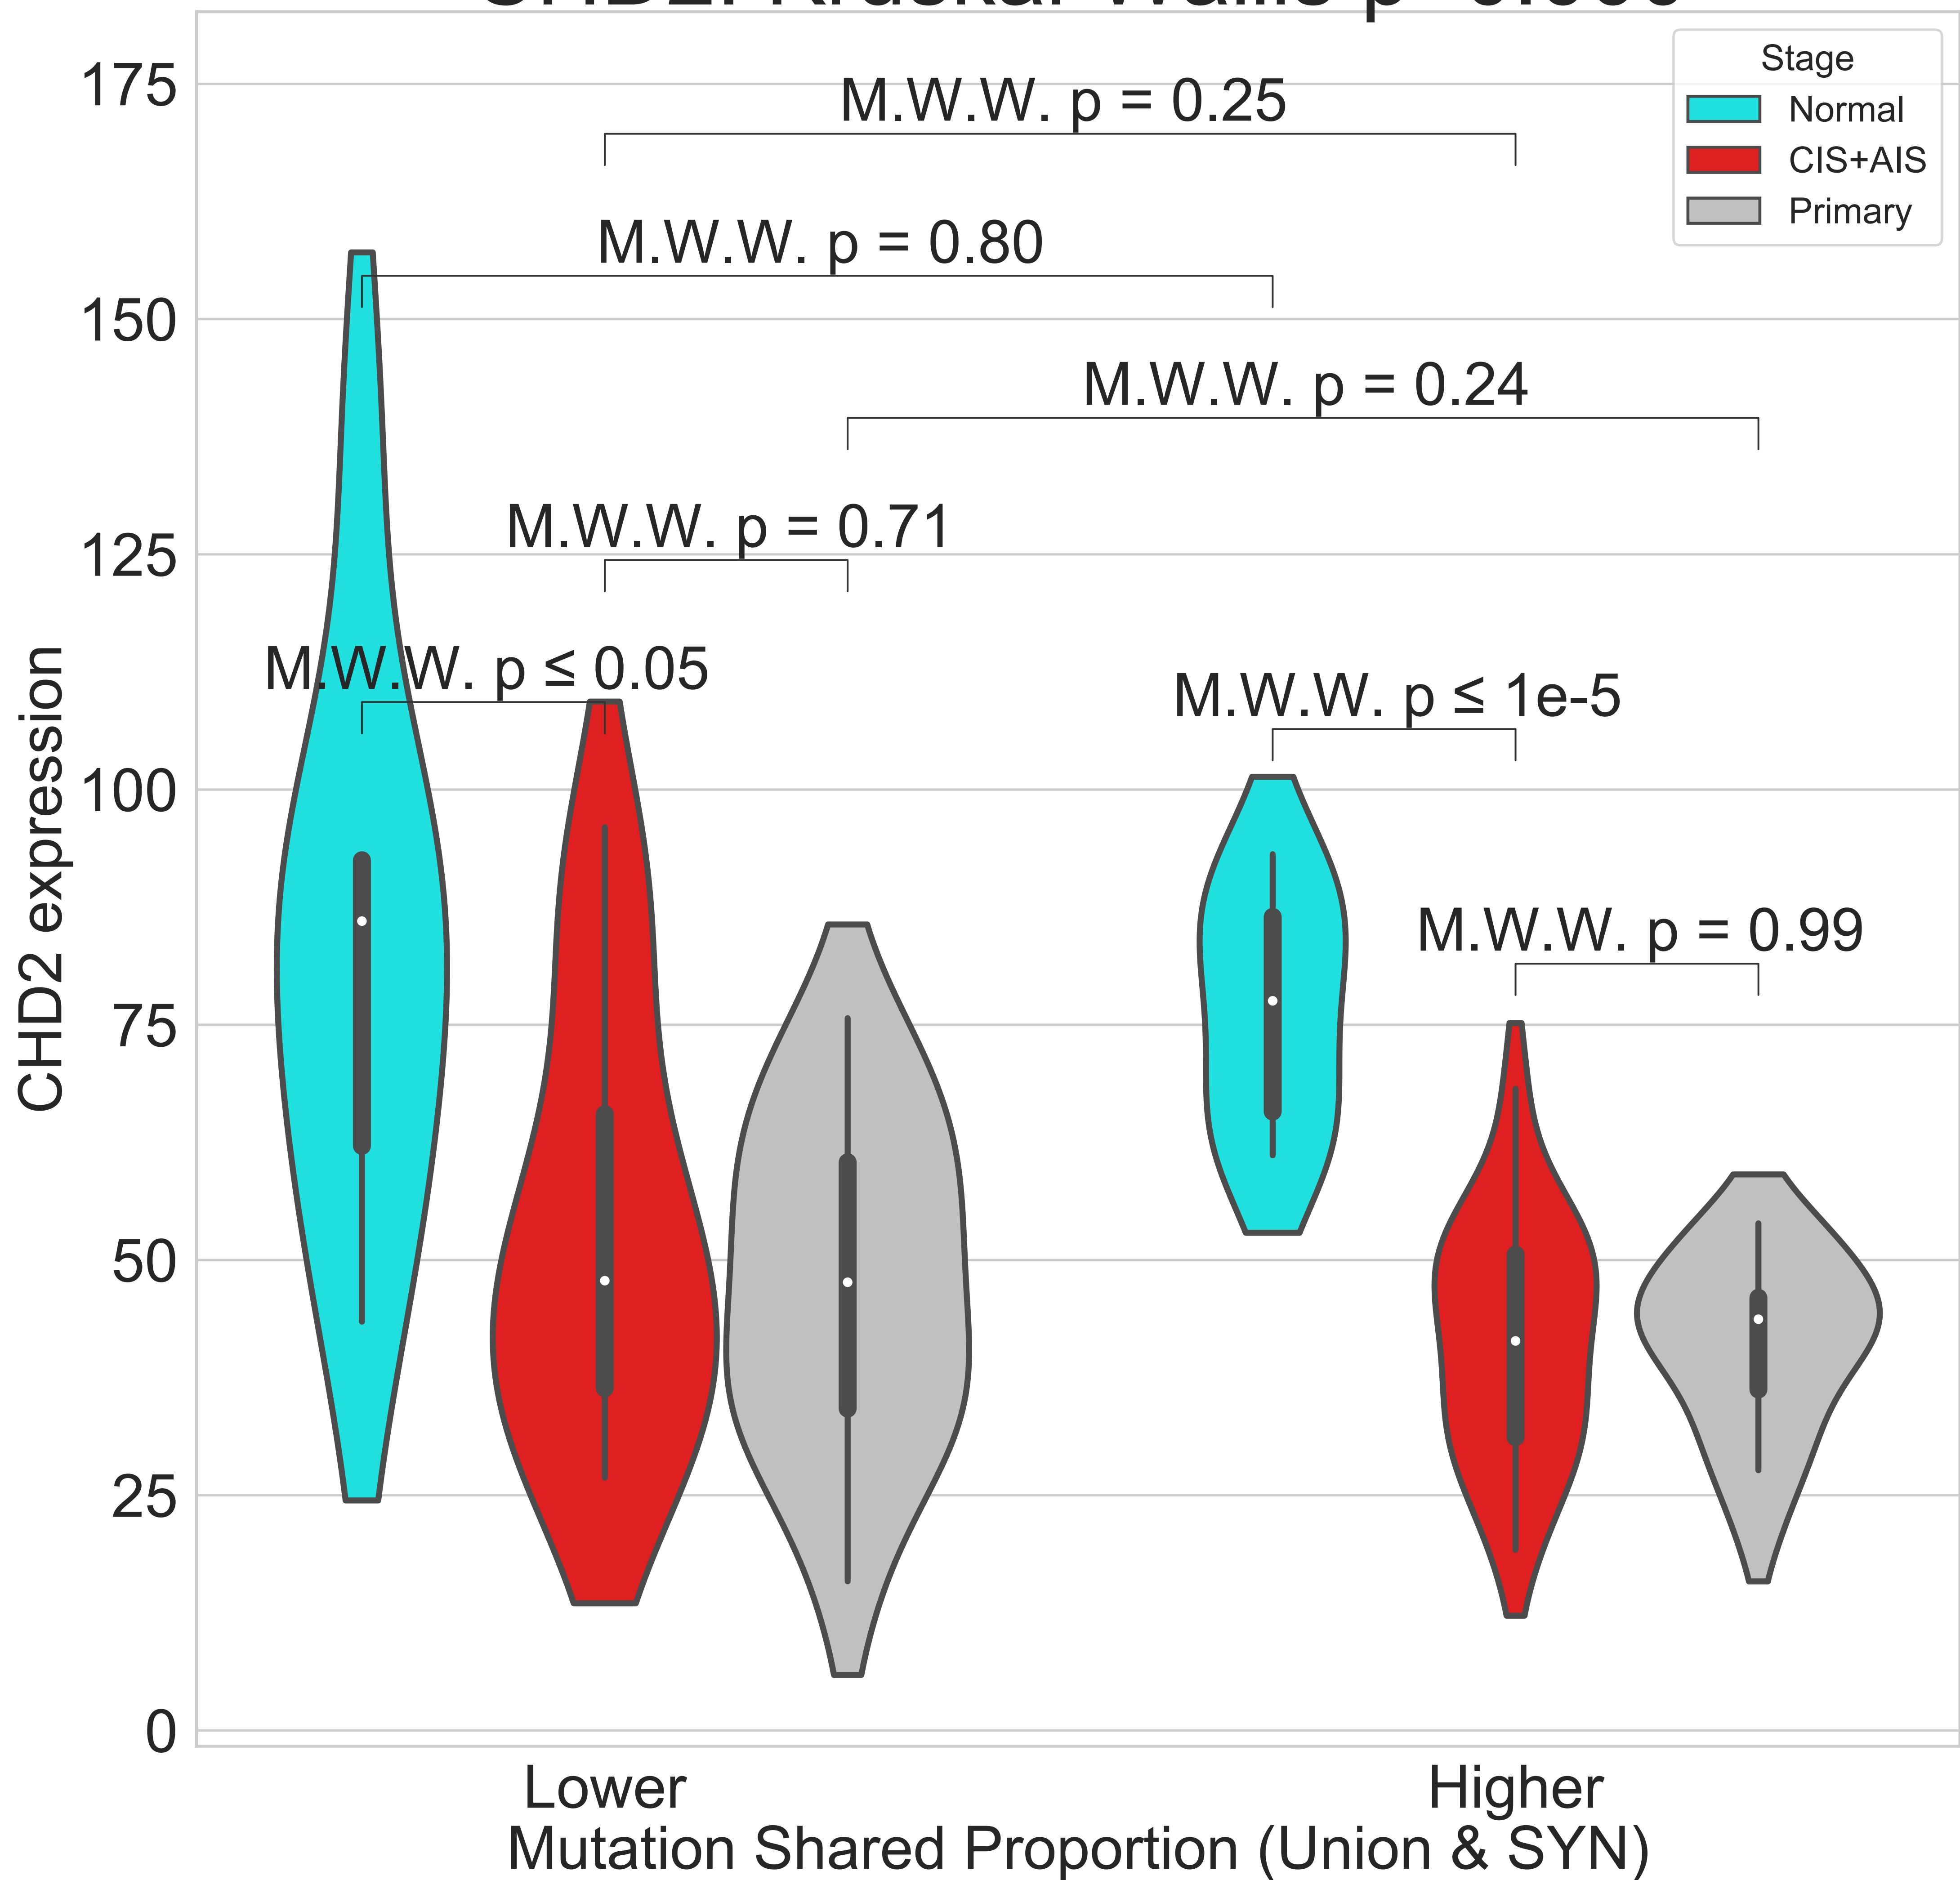 175
150
125
100
75
50
25
0
CHD2 expression
Stage
Normal
CIS+AIS
Primary
M.W.W. p = 0.25
M.W.W. p = 0.80
M.W.W. p = 0.24
M.W.W. p = 0.71
M.W.W. p ≤ 0.05
M.W.W. p ≤ 1e-5
M.W.W. p = 0.99
Lower
Higher
Mutation Shared Proportion (Union & SYN)